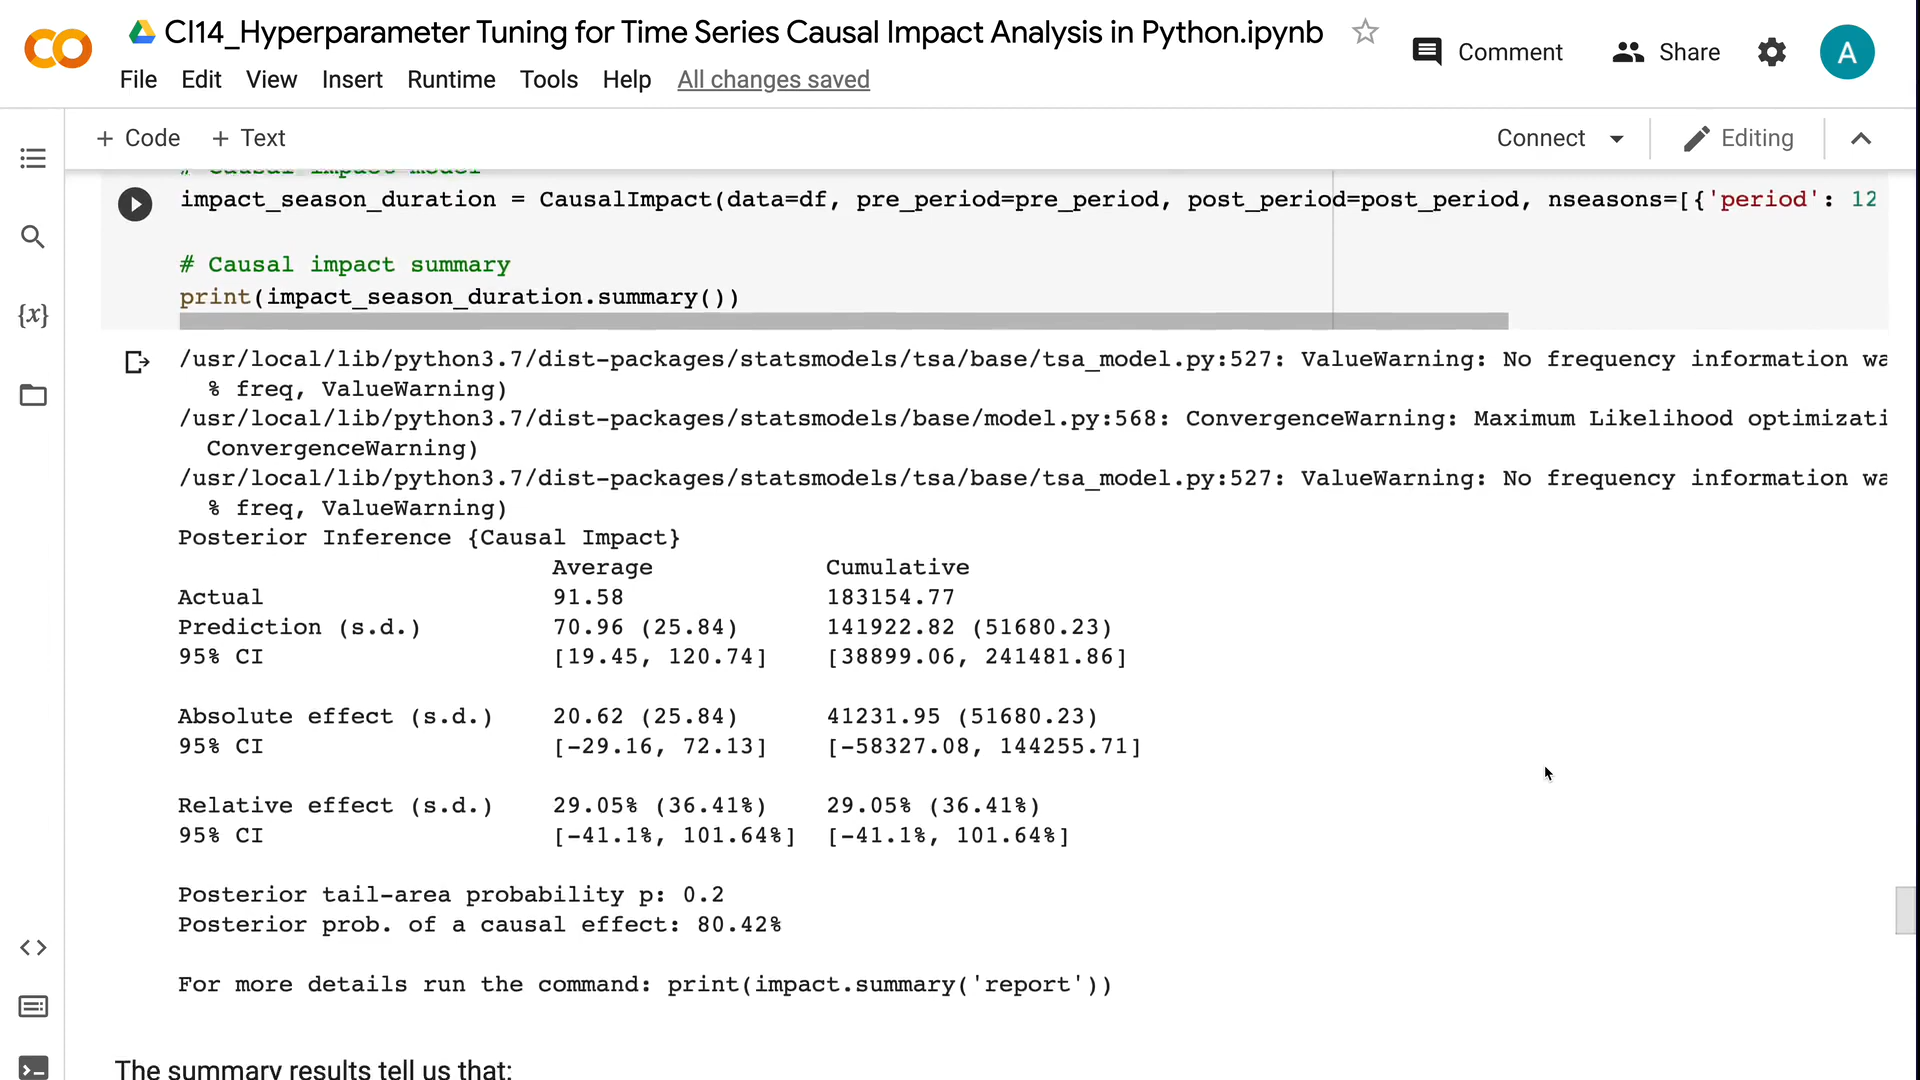 CI14_Hyperparameter Tuning for Time Series Causal Impact Analysis in Python.ipynb
Comment
Share
A
File Edit View Insert Runtime Tools Help All changes saved
+ Code + Text
Connect
Editing
# Causal impact model
impact_season_duration = CausalImpact(data=df, pre_period=pre_period, post_period=post_period, nseasons=[{'period': 12
# Causal impact summary
print(impact_season_duration.summary())
{x}
/usr/local/lib/python3.7/dist-packages/statsmodels/tsa/base/tsa_model.py:527: ValueWarning: No frequency information wa
% freq, ValueWarning)
/usr/local/lib/python3.7/dist-packages/statsmodels/base/model.py:568: ConvergenceWarning: Maximum Likelihood optimizati
ConvergenceWarning)
/usr/local/lib/python3.7/dist-packages/statsmodels/tsa/base/tsa_model.py:527: ValueWarning: No frequency information wa
% freq, ValueWarning)
Posterior Inference {Causal Impact}
Average Cumulative
Actual 91.58 183154.77
Prediction (s.d.) 70.96 (25.84) 141922.82 (51680.23)
95% CI [19.45, 120.74] [38899.06, 241481.86]
Absolute effect (s.d.) 20.62 (25.84) 41231.95 (51680.23)
95% CI [-29.16, 72.13] [-58327.08, 144255.71]
Relative effect (s.d.) 29.05% (36.41%) 29.05% (36.41%)
95% CI [-41.1%, 101.64%] [-41.1%, 101.64%]
Posterior tail-area probability p: 0.2
Posterior prob. of a causal effect: 80.42%
For more details run the command: print(impact.summary('report'))
The summary results tell us that: